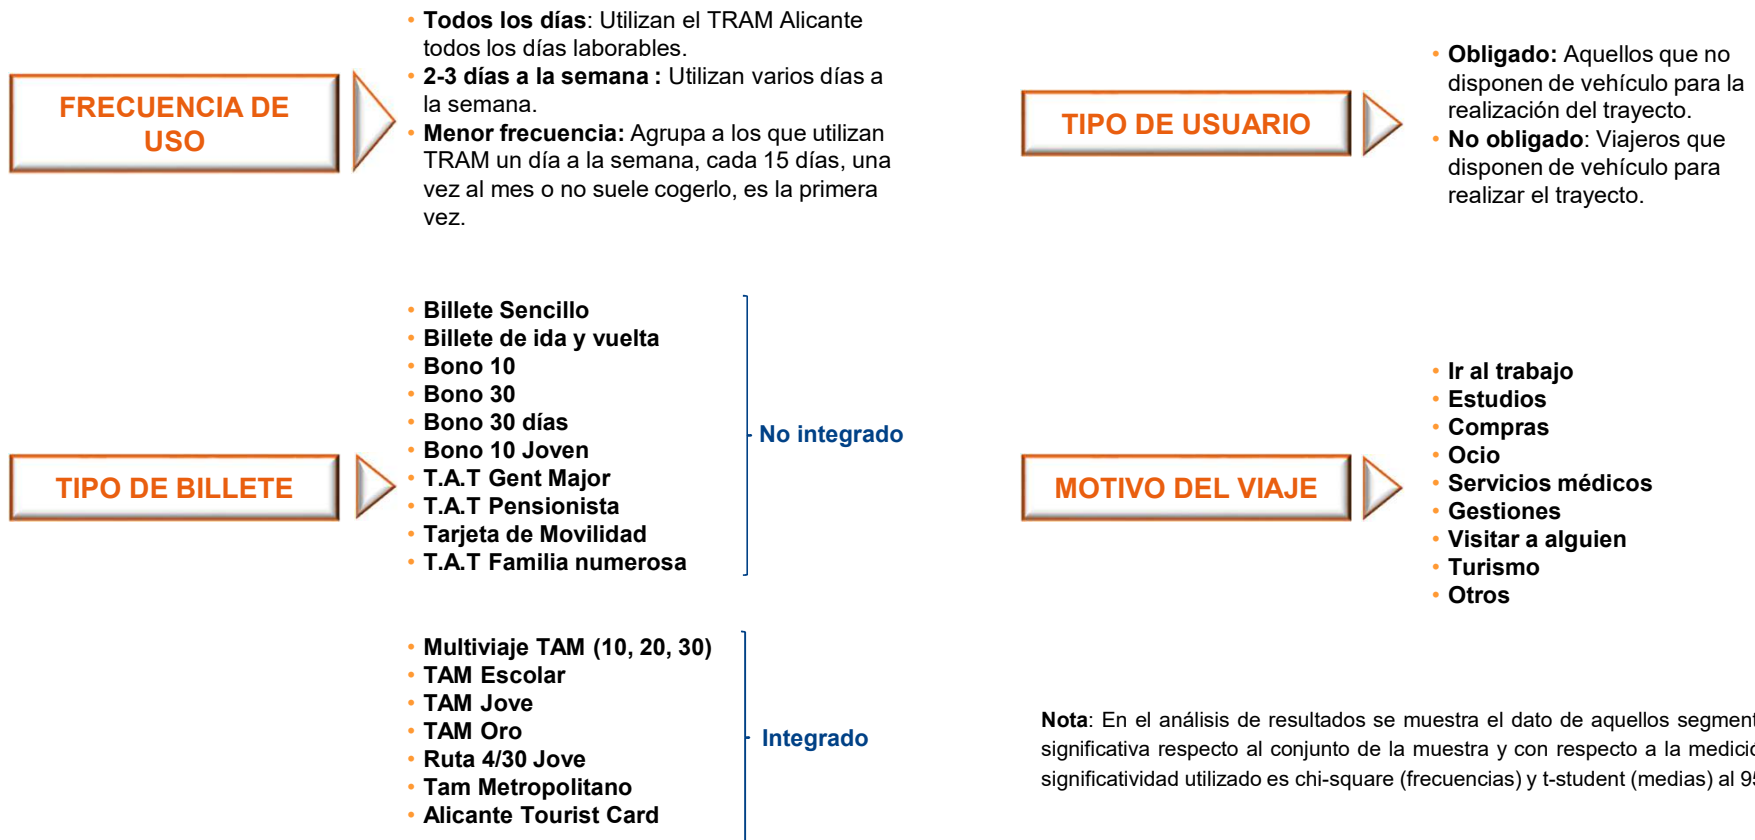 FRECUENCIA DE
USO
• Todos los días: Utilizan el TRAM Alicante
todos los días laborables.
• 2-3 días a la semana : Utilizan varios días a
la semana.
• Menor frecuencia: Agrupa a los que utilizan
TRAM un día a la semana, cada 15 días, una
vez al mes o no suele cogerlo, es la primera
vez.
TIPO DE USUARIO
• Obligado: Aquellos que no
disponen de vehículo para la
realización del trayecto.
• No obligado: Viajeros que
disponen de vehículo para
realizar el trayecto.
TIPO DE BILLETE
• Billete Sencillo
• Billete de ida y vuelta
• Bono 10
• Bono 30
• Bono 30 días
• Bono 10 Joven
• T.A.T Gent Major
• T.A.T Pensionista
• Tarjeta de Movilidad
• T.A.T Familia numerosa
No integrado
• Multiviaje TAM (10, 20, 30)
• TAM Escolar
• TAM Jove
• TAM Oro
• Ruta 4/30 Jove
• Tam Metropolitano
• Alicante Tourist Card
Integrado
MOTIVO DEL VIAJE
• Ir al trabajo
• Estudios
• Compras
• Ocio
• Servicios médicos
• Gestiones
• Visitar a alguien
• Turismo
• Otros
Nota: En el análisis de resultados se muestra el dato de aquellos
significativa respecto al conjunto de la muestra y con respecto a la
significatividad utilizado es chi-square (frecuencias) y t-student (medias) al